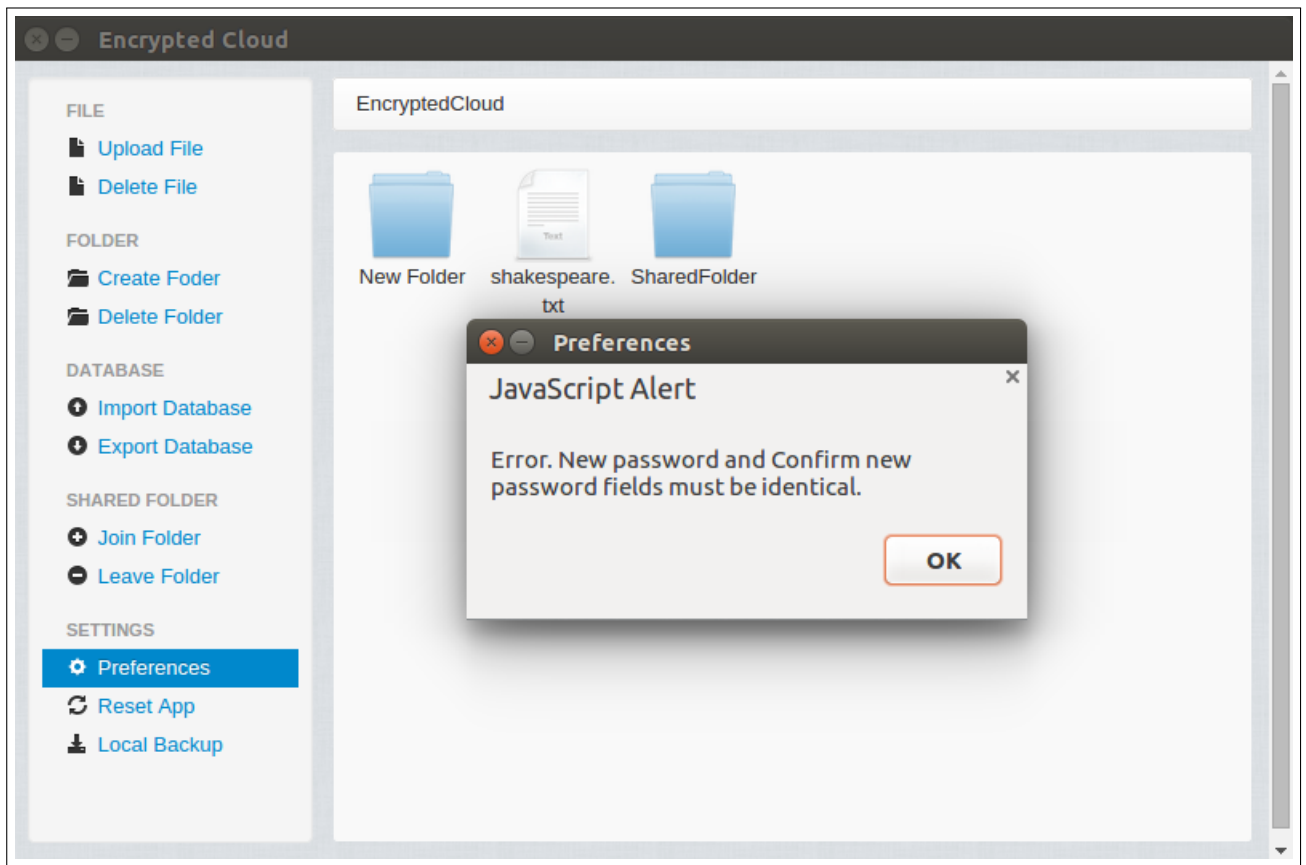 Encrypted Cloud
FILE
Upload File
Delete File
FOLDER
Create Foder
Delete Folder
DATABASE
Import Database
Export Database
SHARED FOLDER
Join Folder
Leave Folder
SETTINGS
Preferences
Reset App
Local Backup
EncryptedCloud
Text
New Folder
shakespeare.
txt
SharedFolder
Preferences
JavaScript Alert
Error. New password and Confirm new
password fields must be identical.
OK